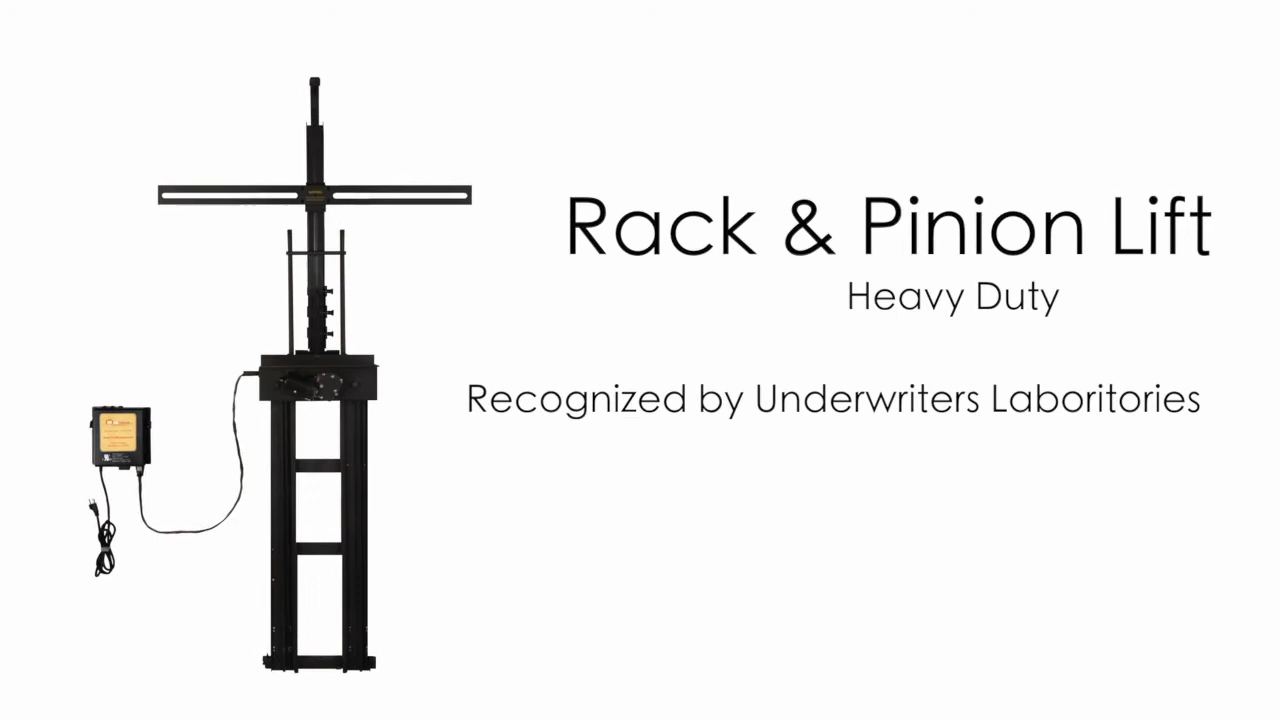 Rack & Pinion Lift
Heavy Duty
Recognized by Underwriters Laboritories